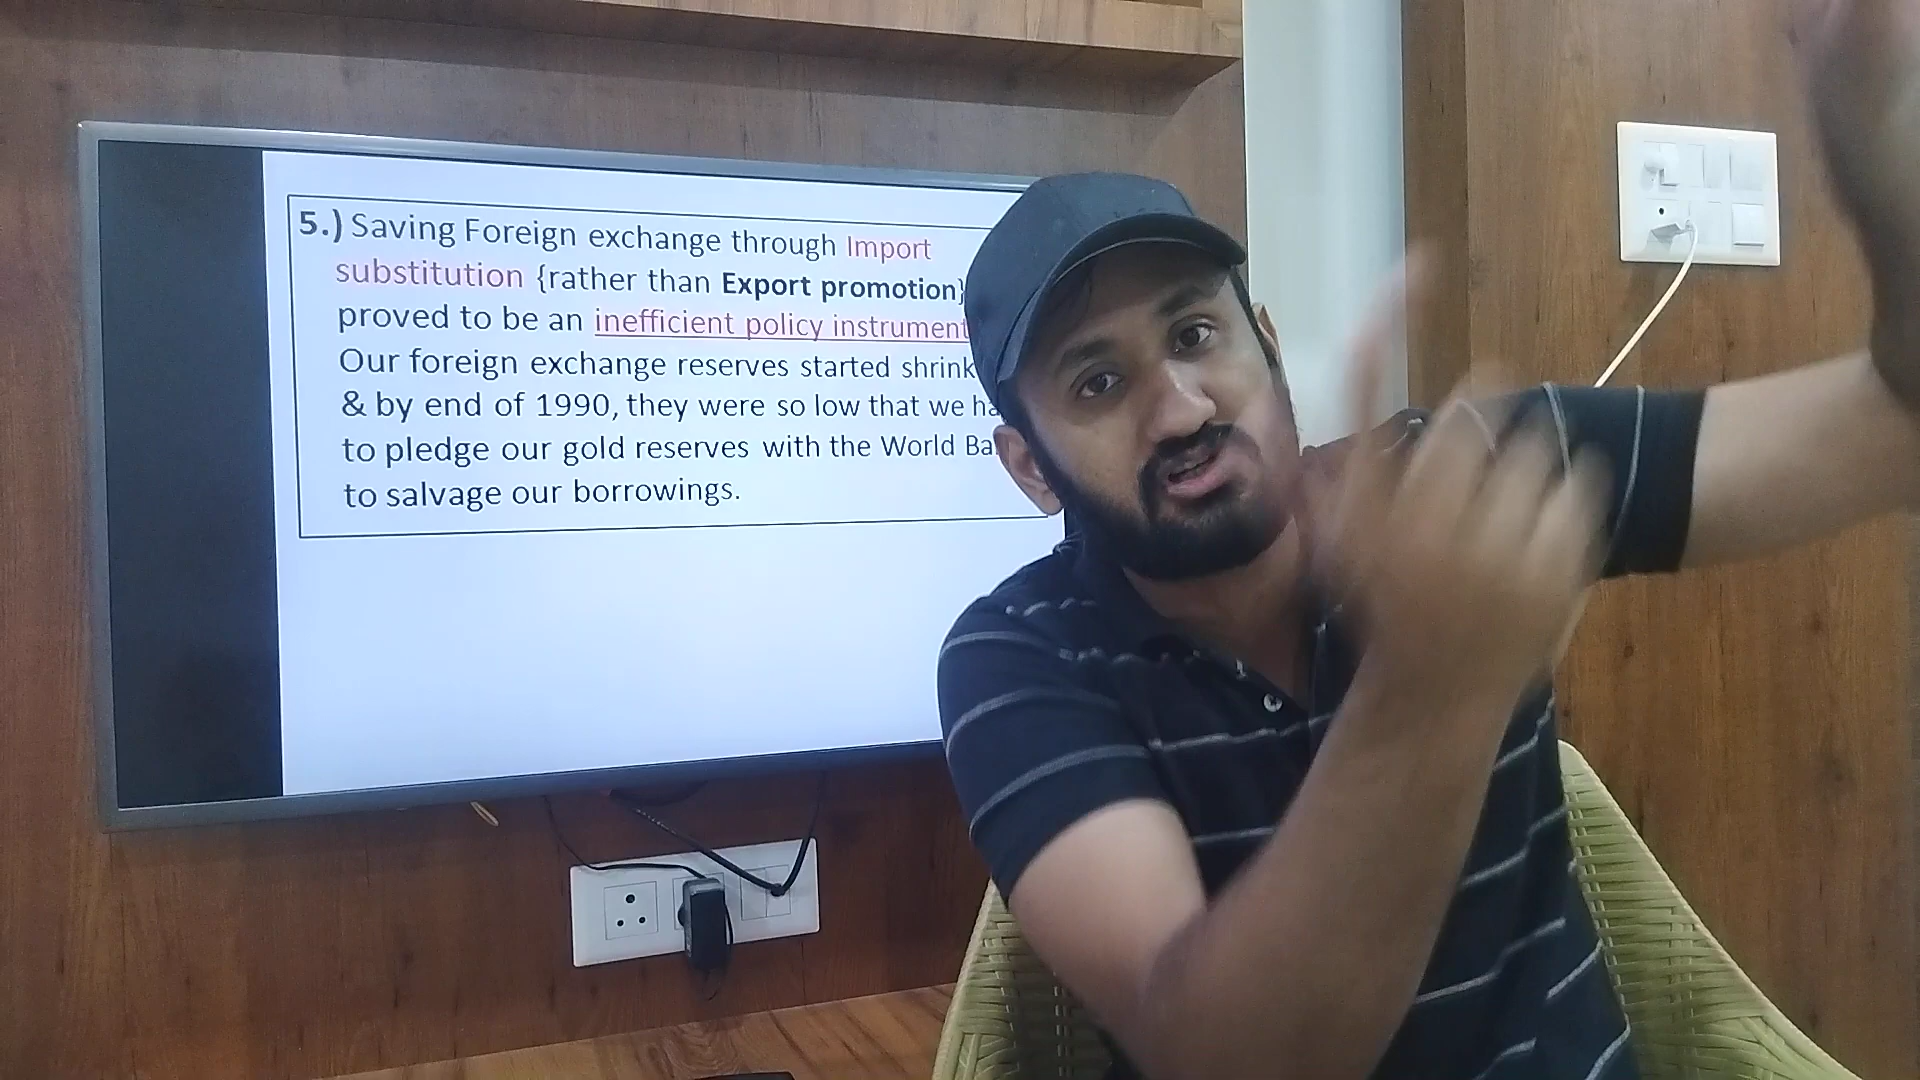 5.) Saving Foreign exchange through Import
substitution {rather than Export promotion}
proved to be an inefficient policy instrument
Our foreign exchange reserves started shrink
& by end of 1990, they were so low that we
to pledge our gold reserves with the World
to salvage our borrowings.